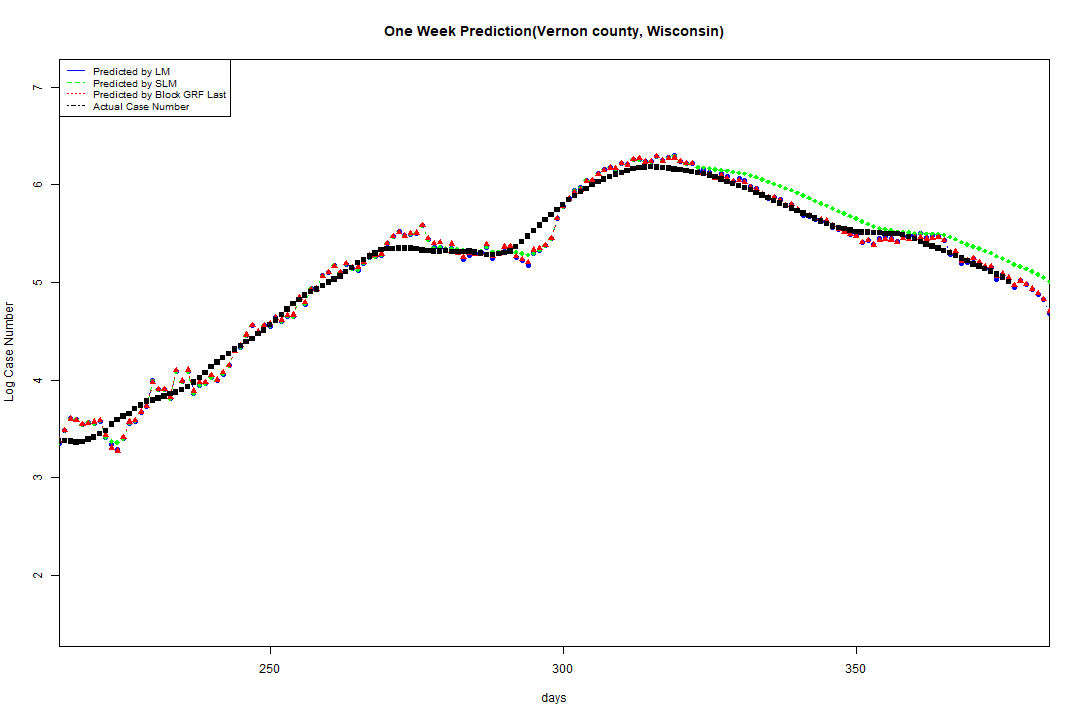 One Week Prediction(Vernon county, Wisconsin)
Predicted by LM
Predicted by SLM
Predicted by Block GRF Last
Actual Case Number
7
6
5
4
3
2
Log Case Number
250 300 350
days